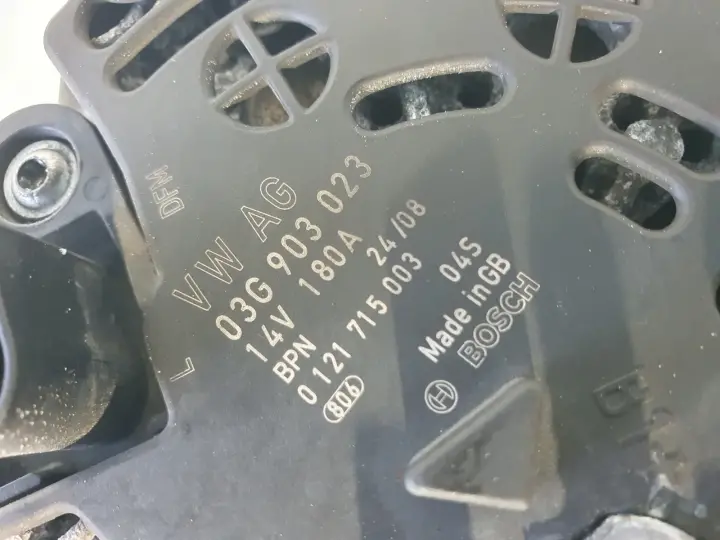 DFM
L
VW AG
03G 903 023
14V 180A 24/08
BPN
0 121 715 003 04S
806
Made in GB
BOSCH